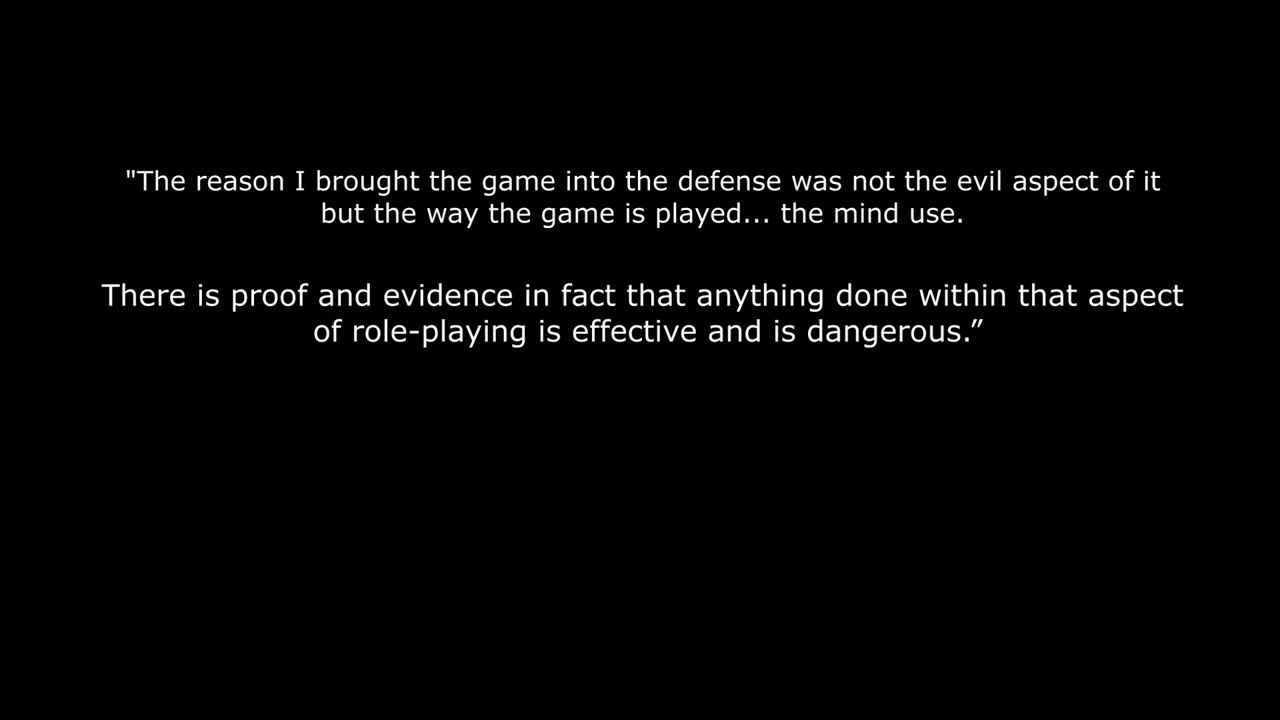 "The reason I brought the game into the defense was not the evil aspect of it
but the way the game is played... the mind use.
There is proof and evidence in fact that anything done within that aspect
of role-playing is effective and is dangerous.”